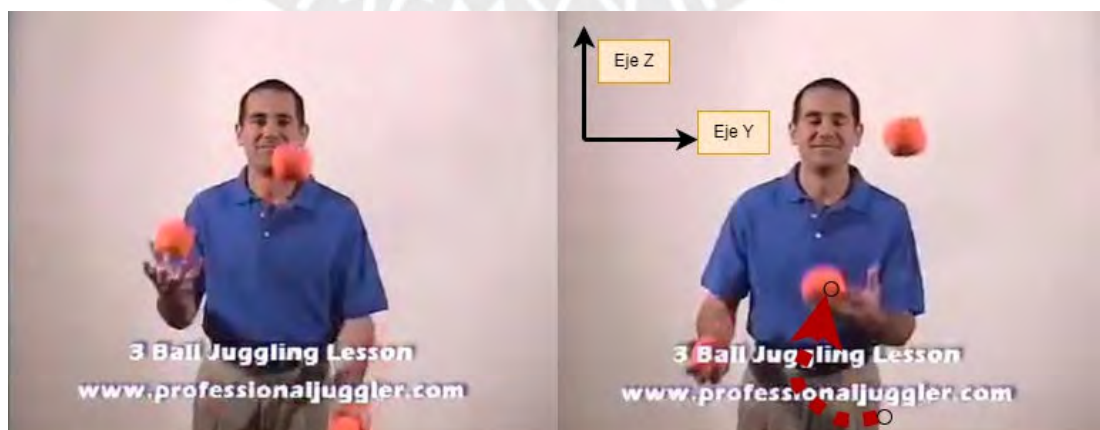 Eje Z
Eje Y
3 Ball Juggling Lesson
www.professionaljuggler.com
3 Ball Juggling Lesson
www.professionaljuggler.com